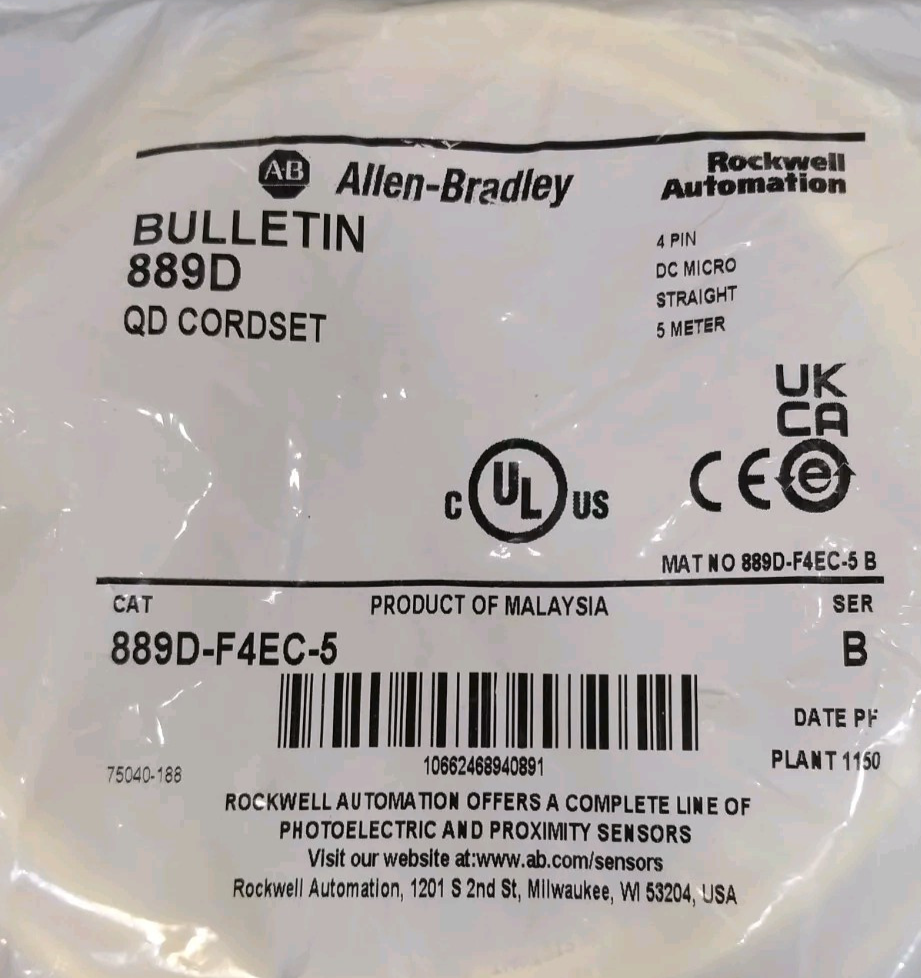 AB Allen-Bradley
Rockwell
Automation
BULLETIN
889D
QD CORDSET
4 PIN
DC MICRO
STRAIGHT
5 METER
UK
CA
C UL US
CE e
MAT NO 889D-F4EC-5 B
CAT PRODUCT OF MALAYSIA SER
889D-F4EC-5 B
DATE PF
10662468940891
PLANT 1150
75040-188
ROCKWELL AUTOMATION OFFERS A COMPLETE LINE OF
PHOTOELECTRIC AND PROXIMITY SENSORS
Visit our website at:www.ab.com/sensors
Rockwell Automation, 1201 S 2nd St, Milwaukee, WI 53204, USA